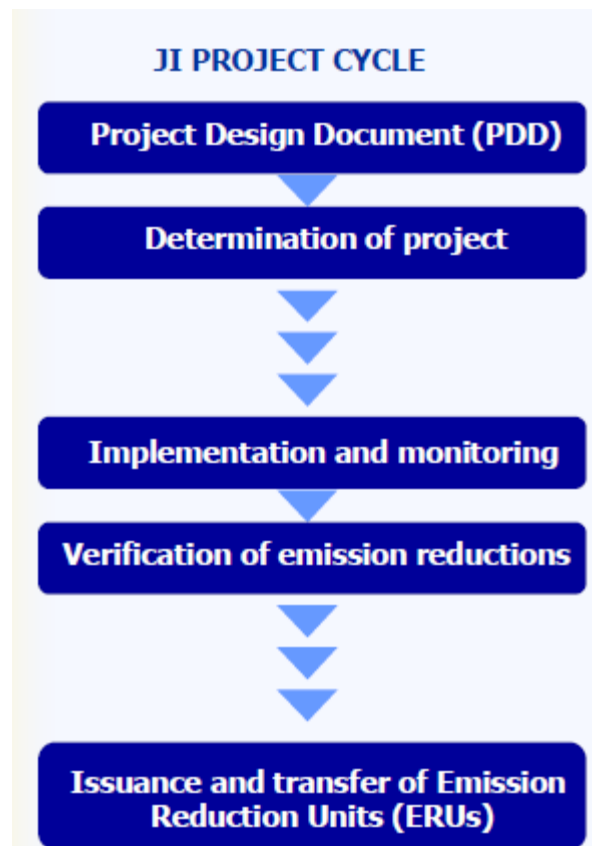 JI PROJECT CYCLE
Project Design Document (PDD)
Determination of project
Implementation and monitoring
Verification of emission reductions
Issuance and transfer of Emission
Reduction Units (ERUs)